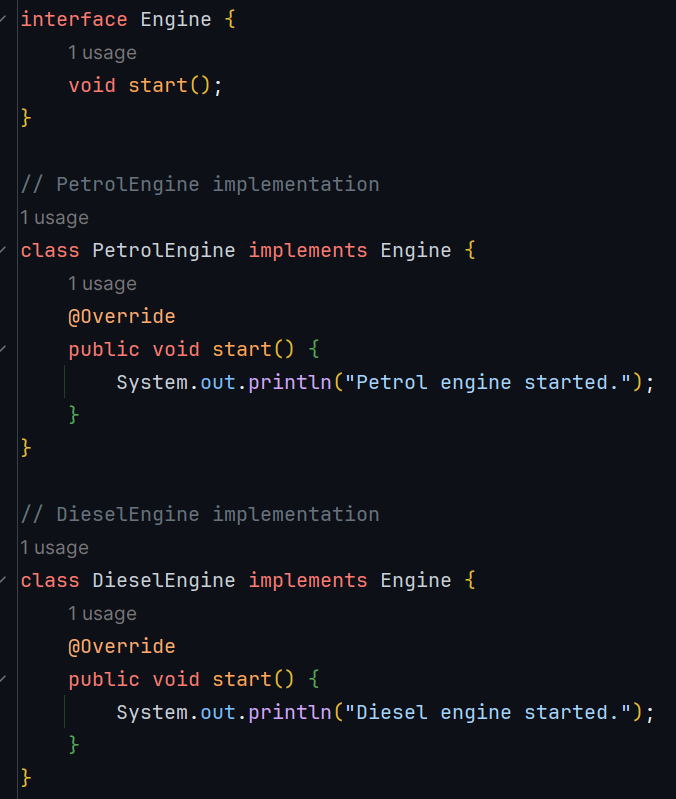 interface Engine {
1 usage
void start();
}
// PetrolEngine implementation
1 usage
class PetrolEngine implements Engine {
1 usage
@Override
public void start() {
System.out.println("Petrol engine started.");
}
}
// DieselEngine implementation
1 usage
class DieselEngine implements Engine {
1 usage
@Override
public void start() {
System.out.println("Diesel engine started.");
}
}